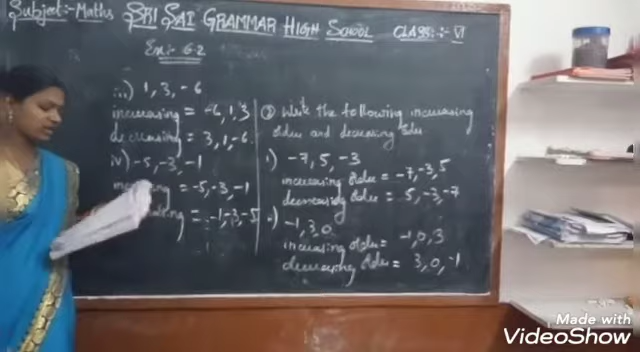 Subject:- Maths SRI SAI GRAMMAR HIGH SCHOOL CLASS:- VI
Ex:- 6.2
iii) 1, 3, -6
increasing = -6, 1, 3
decreasing = 3, 1, -6
iv) -5, -3, -1
= -5, -3, -1
= -1, -3, -5
② Write the following increasing
order and decreasing order
i) -7, 5, -3
increasing order = -7, -3, 5
decreasing order = 5, -3, -7
-1, 3, 0
increasing order = -1, 0, 3
decreasing order = 3, 0, -1
Made with
VideoShow